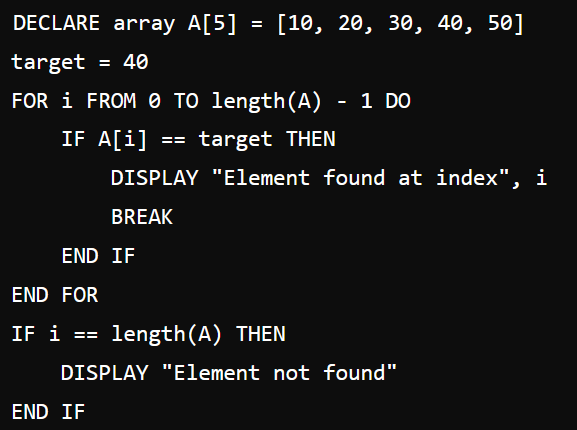 DECLARE array A[5] = [10, 20, 30, 40, 50]
target = 40
FOR i FROM 0 TO length(A) - 1 DO
    IF A[i] == target THEN
        DISPLAY "Element found at index", i
        BREAK
    END IF
END FOR
IF i == length(A) THEN
    DISPLAY "Element not found"
END IF